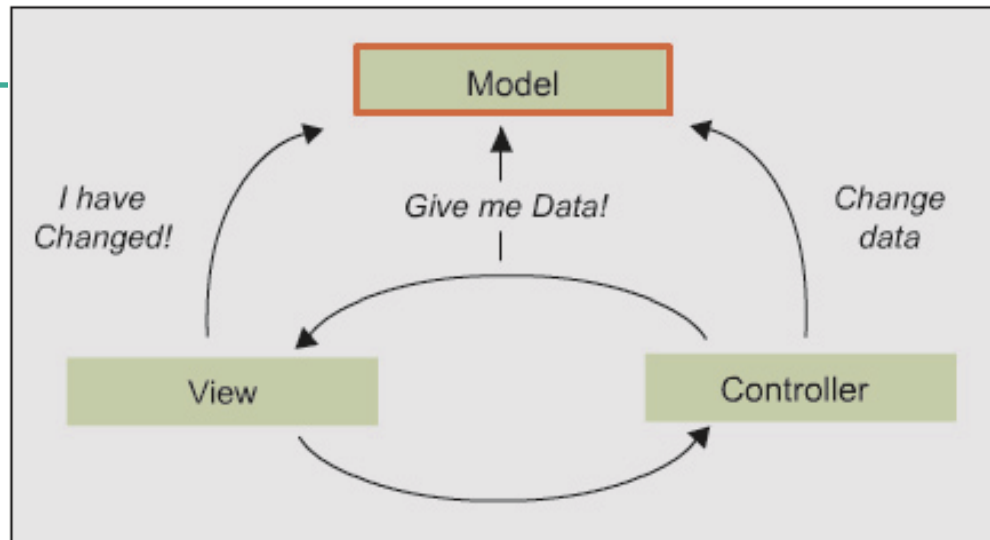 Model
I have
Changed!
Give me Data!
Change
data
View
Controller